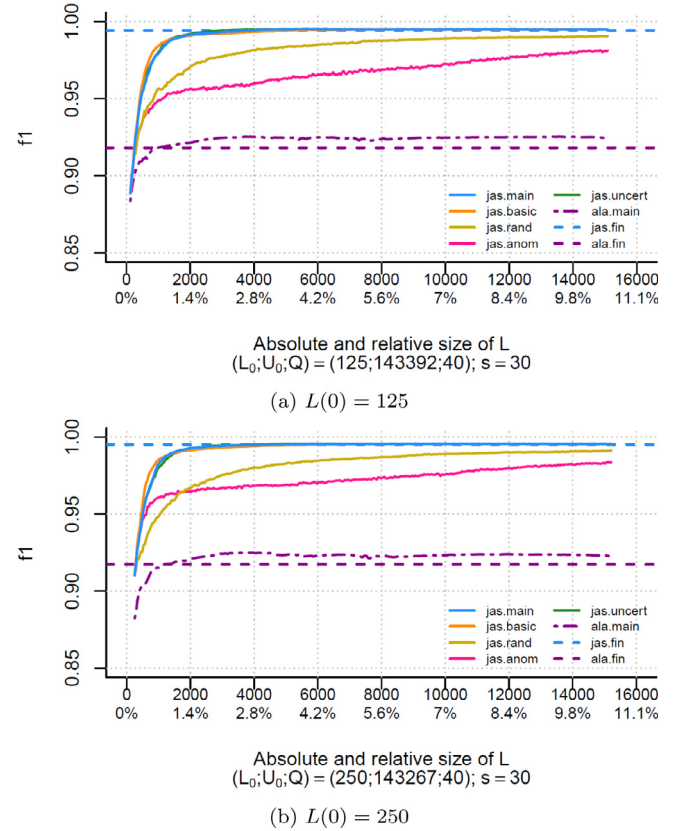 1.00
0.95
0.90
0.85
f1
jas.main jas.uncert
jas.basic ala.main
jas.rand jas.fin
jas.anom ala.fin
0 2000 4000 6000 8000 10000 12000 14000 16000
0% 1.4% 2.8% 4.2% 5.6% 7% 8.4% 9.8% 11.1%
Absolute and relative size of L
(L₀;U₀;Q) = (125;143392;40); s = 30
(a) L(0) = 125
1.00
0.95
0.90
0.85
f1
jas.main jas.uncert
jas.basic ala.main
jas.rand jas.fin
jas.anom ala.fin
0 2000 4000 6000 8000 10000 12000 14000 16000
0% 1.4% 2.8% 4.2% 5.6% 7% 8.4% 9.8% 11.1%
Absolute and relative size of L
(L₀;U₀;Q) = (250;143267;40); s = 30
(b) L(0) = 250